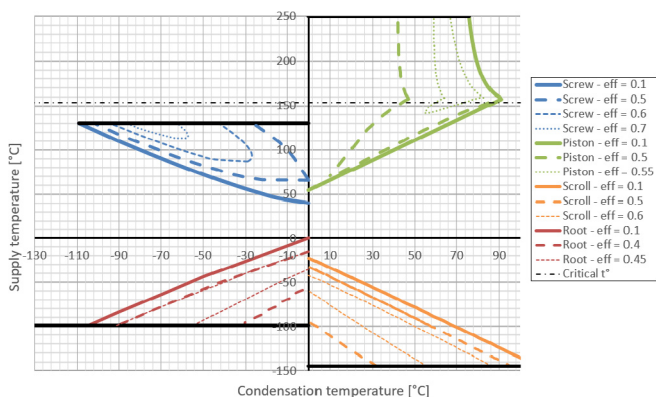 250
200
150
100
50
0
-130 -110 -90 -70 -50 -30 -10 10 30 50 70 90
-50
-100
-150
Supply temperature [°C]
Condensation temperature [°C]
Screw - eff = 0.1
Screw - eff = 0.5
Screw - eff = 0.6
Screw - eff = 0.7
Piston - eff = 0.1
Piston - eff = 0.5
Piston - eff = 0.55
Scroll - eff = 0.1
Scroll - eff = 0.5
Scroll - eff = 0.6
Root - eff = 0.1
Root - eff = 0.4
Root - eff = 0.45
Critical t°